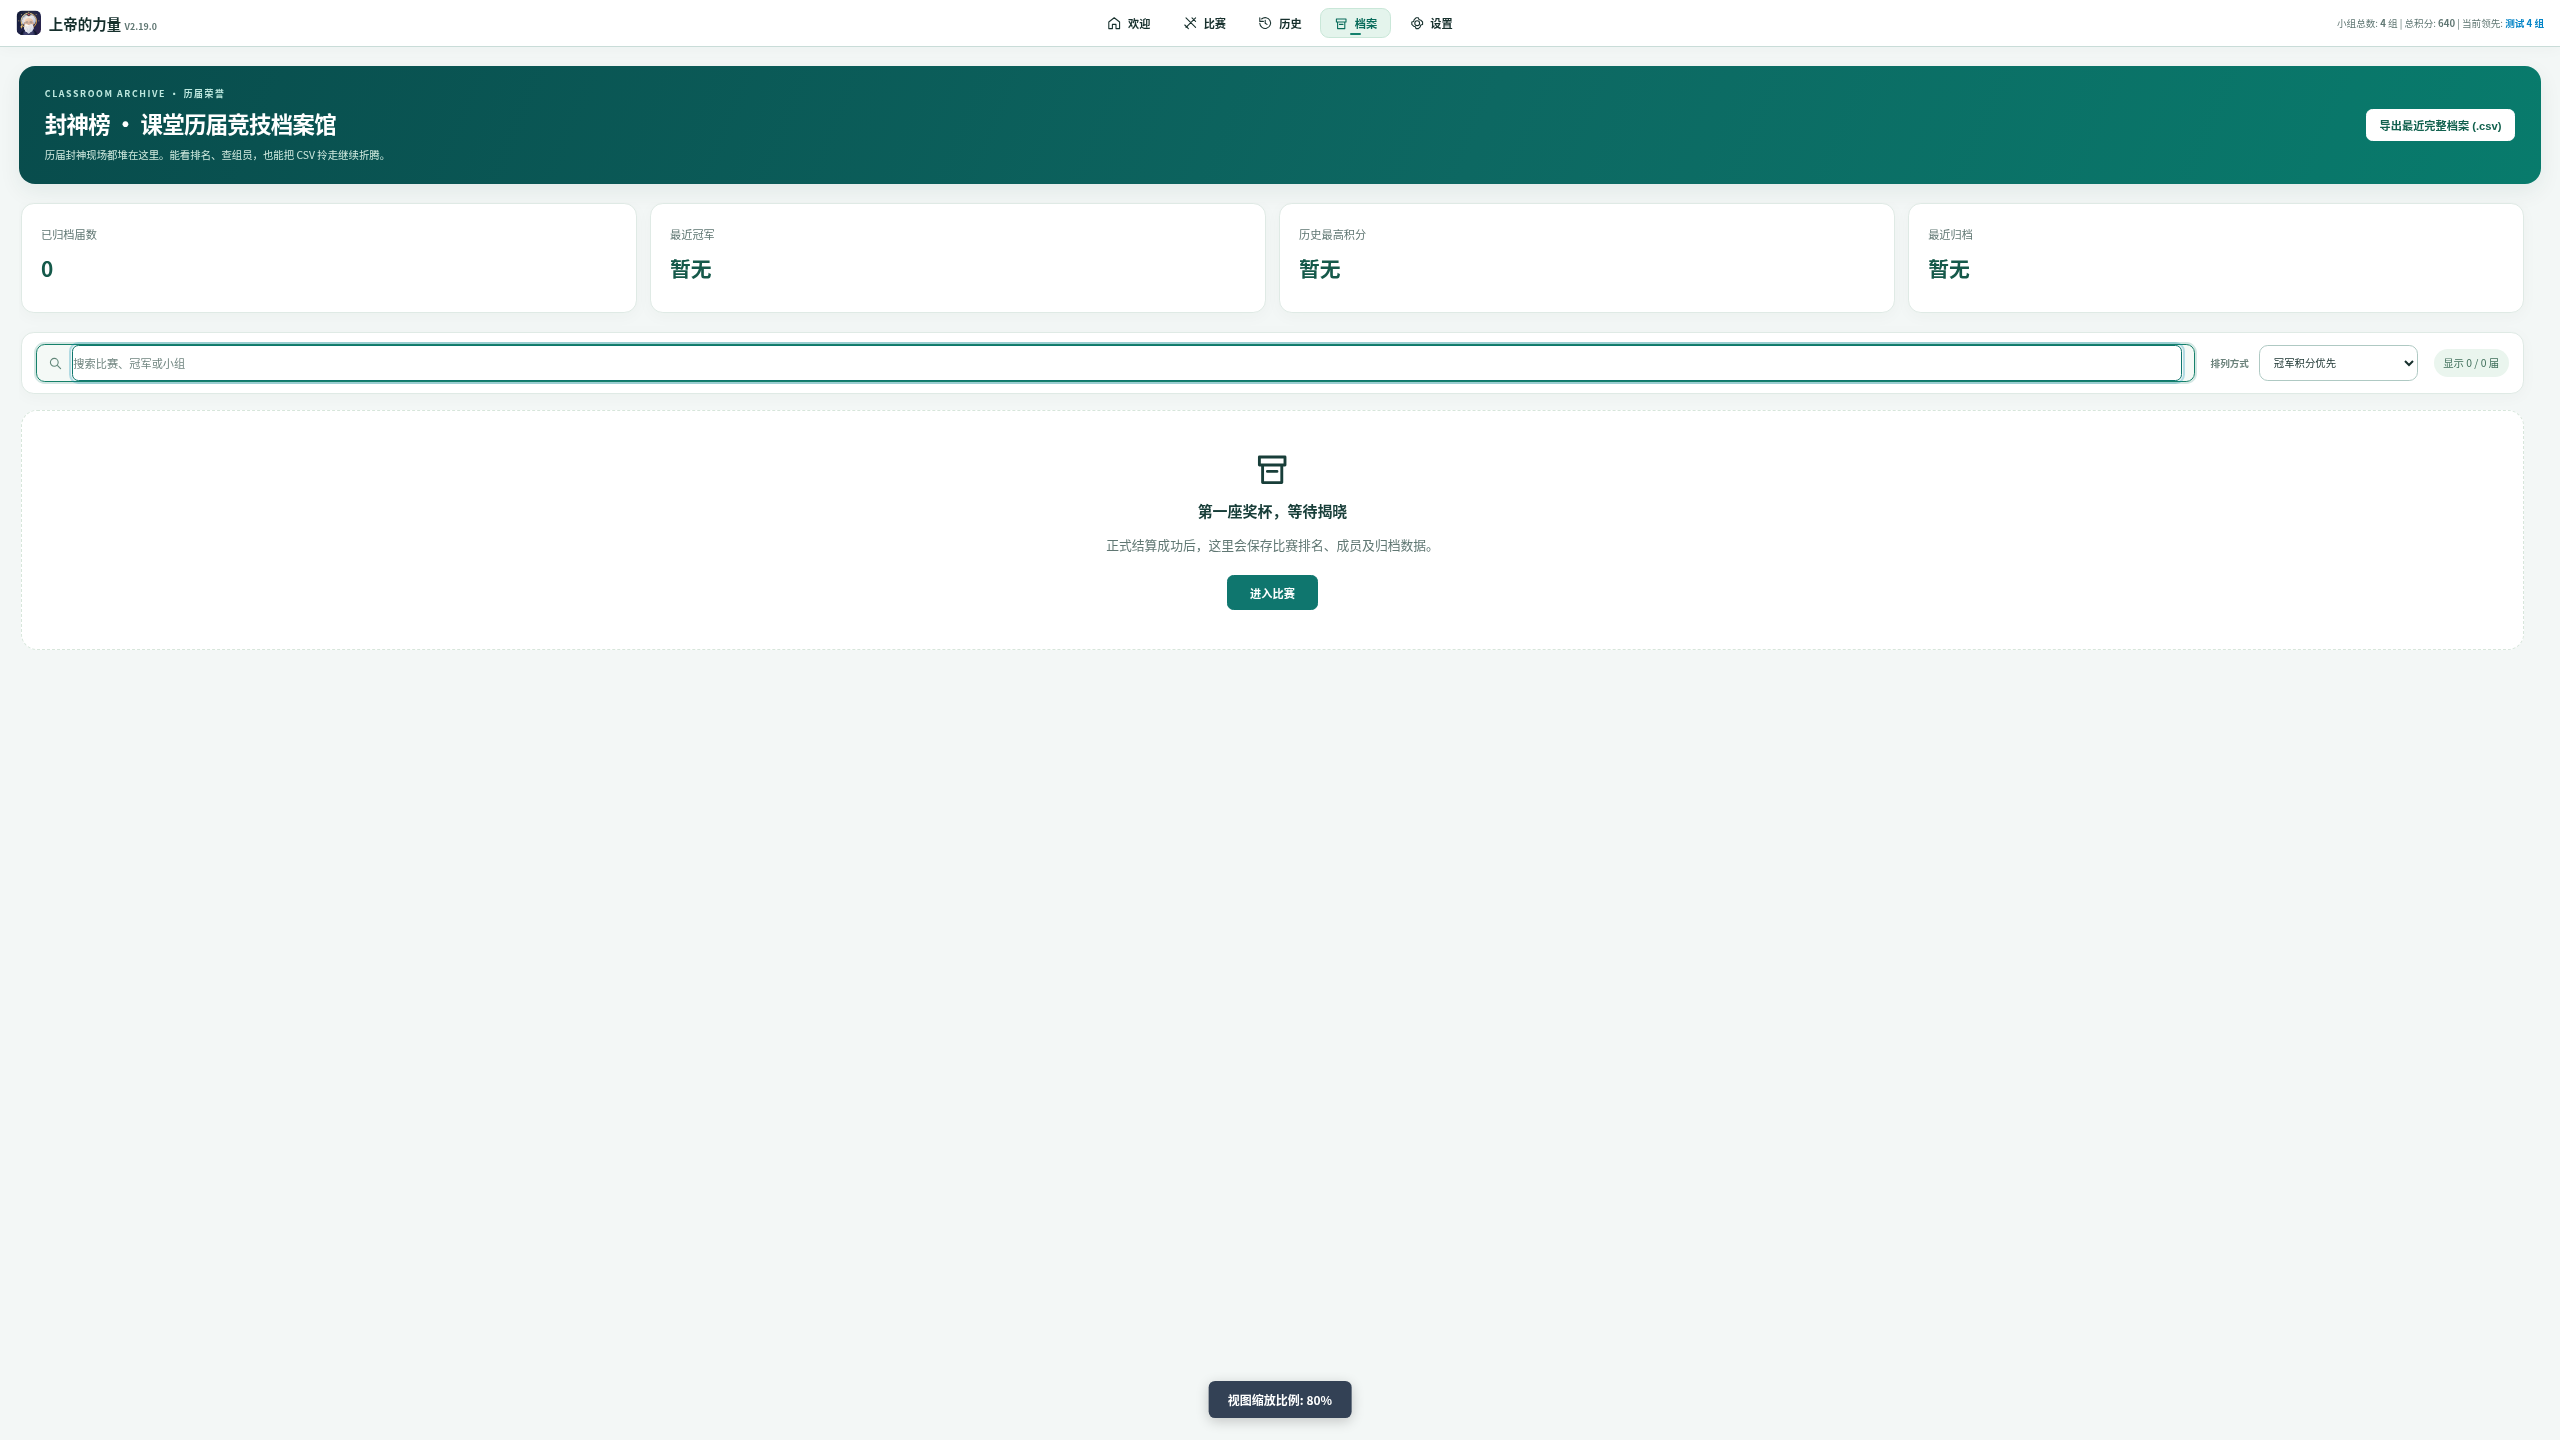 上帝的力量 V2.19.0
欢迎
比赛
历史
档案
设置
小组总数: 4 组 | 总积分: 640 | 当前领先: 测试 4 组
CLASSROOM ARCHIVE • 历届荣誉
封神榜 • 课堂历届竞技档案馆
历届封神现场都堆在这里。能看排名、查组员，也能把 CSV 拎走继续折腾。
导出最近完整档案 (.csv)
已归档届数
0
最近冠军
暂无
历史最高积分
暂无
最近归档
暂无
搜索比赛、冠军或小组
排列方式
冠军积分优先
显示 0 / 0 届
第一座奖杯，等待揭晓
正式结算成功后，这里会保存比赛排名、成员及归档数据。
进入比赛
视图缩放比例: 80%